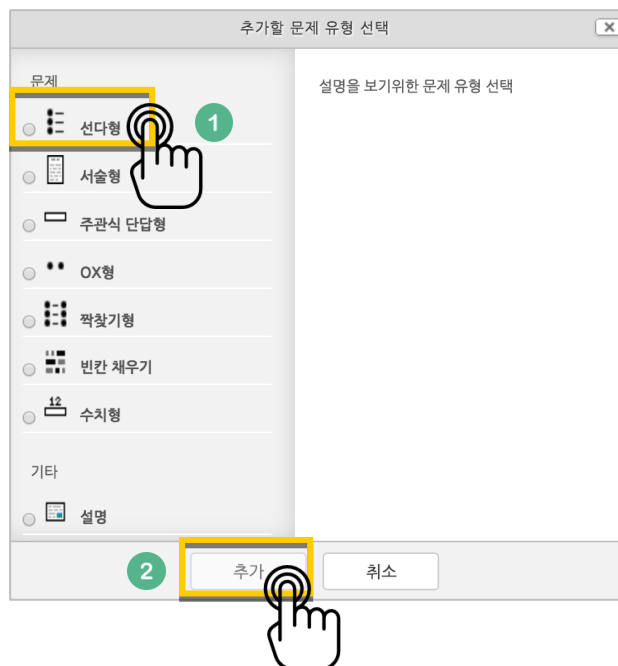 추가할 문제 유형 선택
문제
설명을 보기위한 문제 유형 선택
선다형
1
서술형
주관식 단답형
OX형
짝찾기형
빈칸 채우기
12
수치형
기타
설명
2
추가
취소